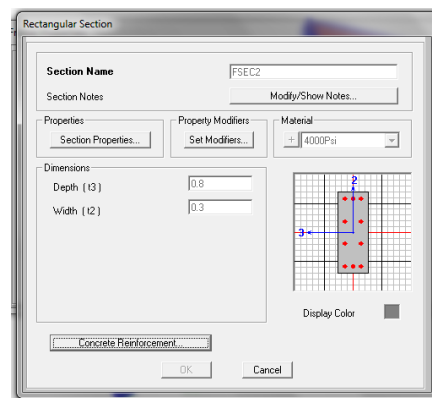 Rectangular Section
Section Name
FSEC2
Section Notes
Modify/Show Notes...
Properties
Section Properties...
Property Modifiers
Set Modifiers...
Material
+ 4000Psi
Dimensions
Depth ( t3 )
0.8
Width ( t2 )
0.3
2
3
Display Color
Concrete Reinforcement...
OK
Cancel